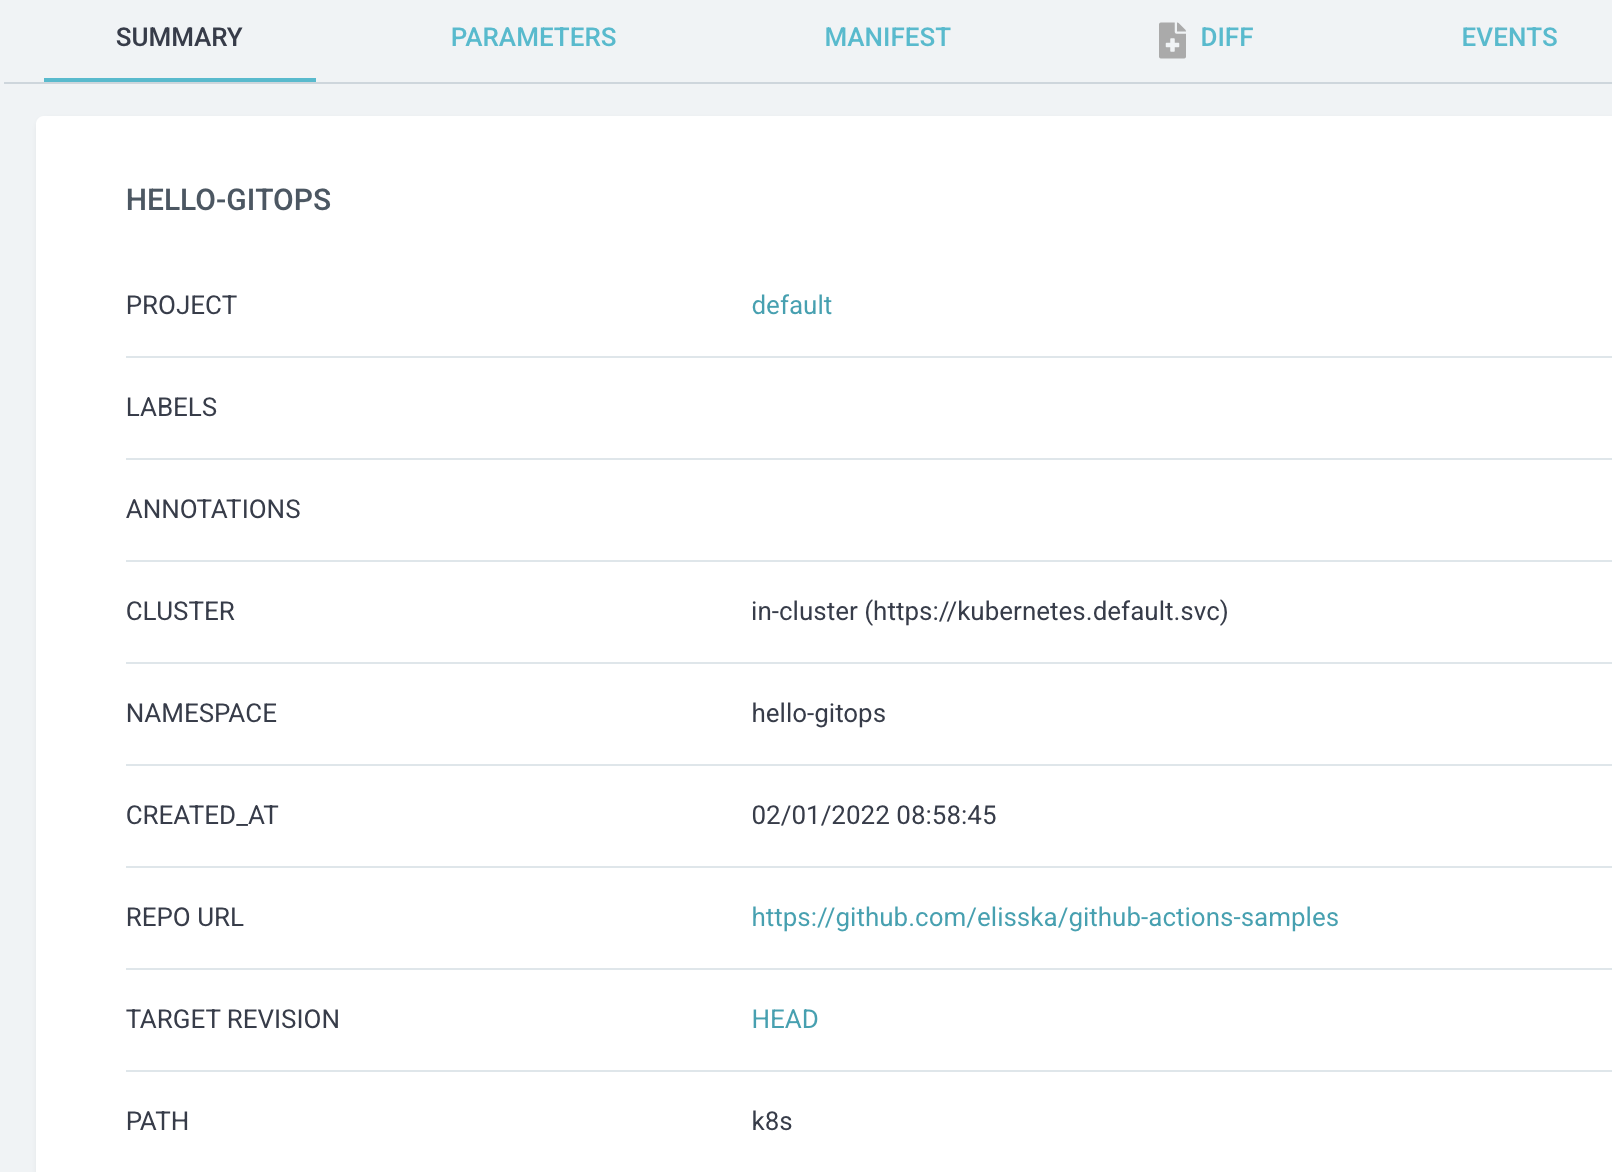 SUMMARY PARAMETERS MANIFEST DIFF EVENTS
HELLO-GITOPS
PROJECT default
LABELS
ANNOTATIONS
CLUSTER in-cluster (https://kubernetes.default.svc)
NAMESPACE hello-gitops
CREATED_AT 02/01/2022 08:58:45
REPO URL https://github.com/elisska/github-actions-samples
TARGET REVISION HEAD
PATH k8s